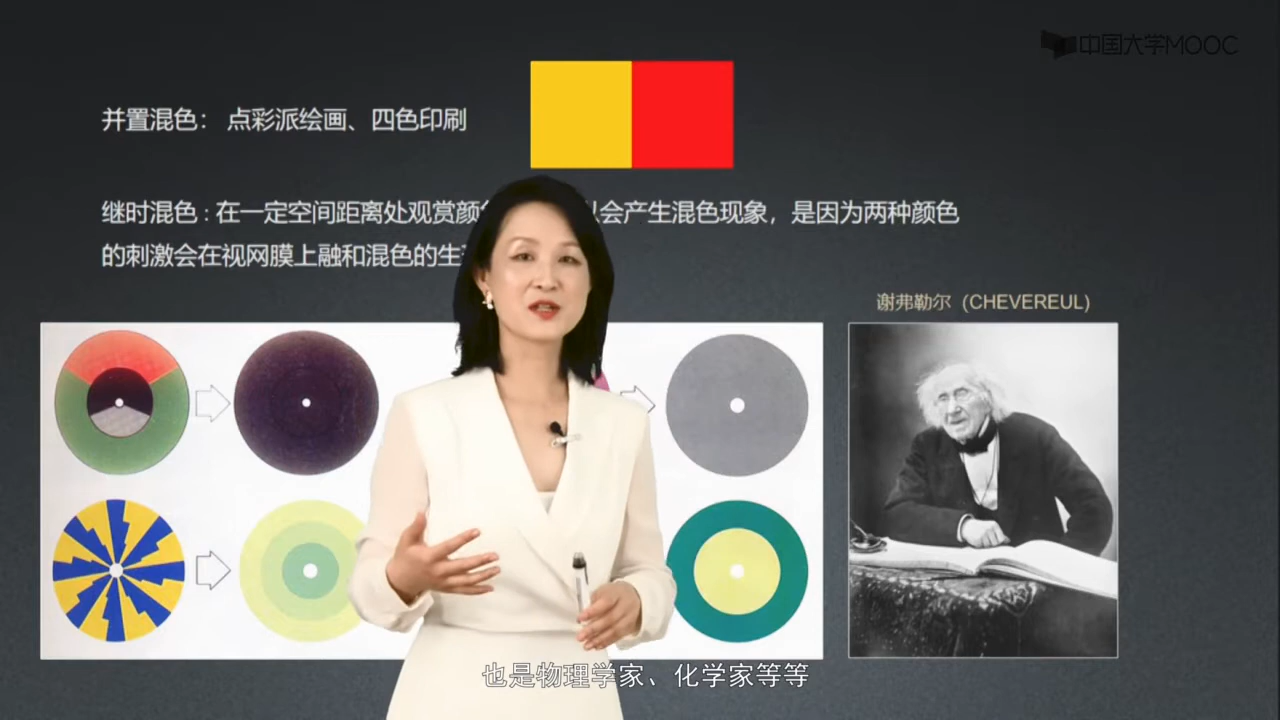 中国大学MOOC
并置混色： 点彩派绘画、四色印刷
继时混色：在一定空间距离处观赏颜 会产生混色现象，是因为两种颜色
的刺激会在视网膜上融和混色的生
谢弗勒尔（CHEVEREUL)
也是物理学家、化学家等等